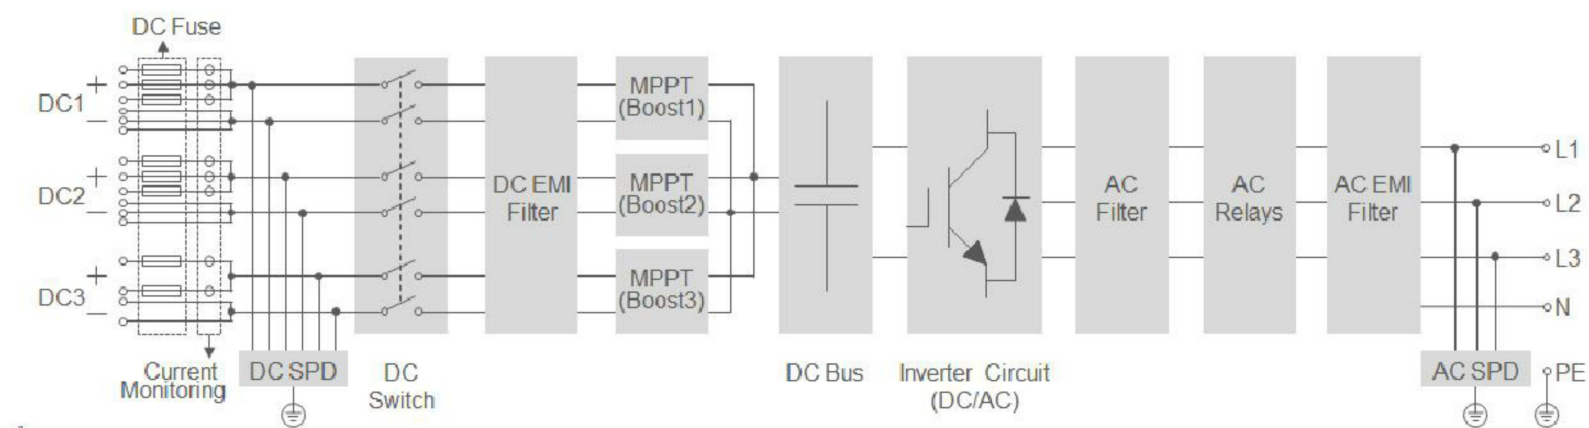 DC Fuse
DC1
+
−
DC2
+
−
DC3
+
−
Current
Monitoring
DC SPD
DC
Switch
DC EMI
Filter
MPPT
(Boost1)
MPPT
(Boost2)
MPPT
(Boost3)
DC Bus
Inverter Circuit
(DC/AC)
AC
Filter
AC
Relays
AC EMI
Filter
L1
L2
L3
N
AC SPD
PE